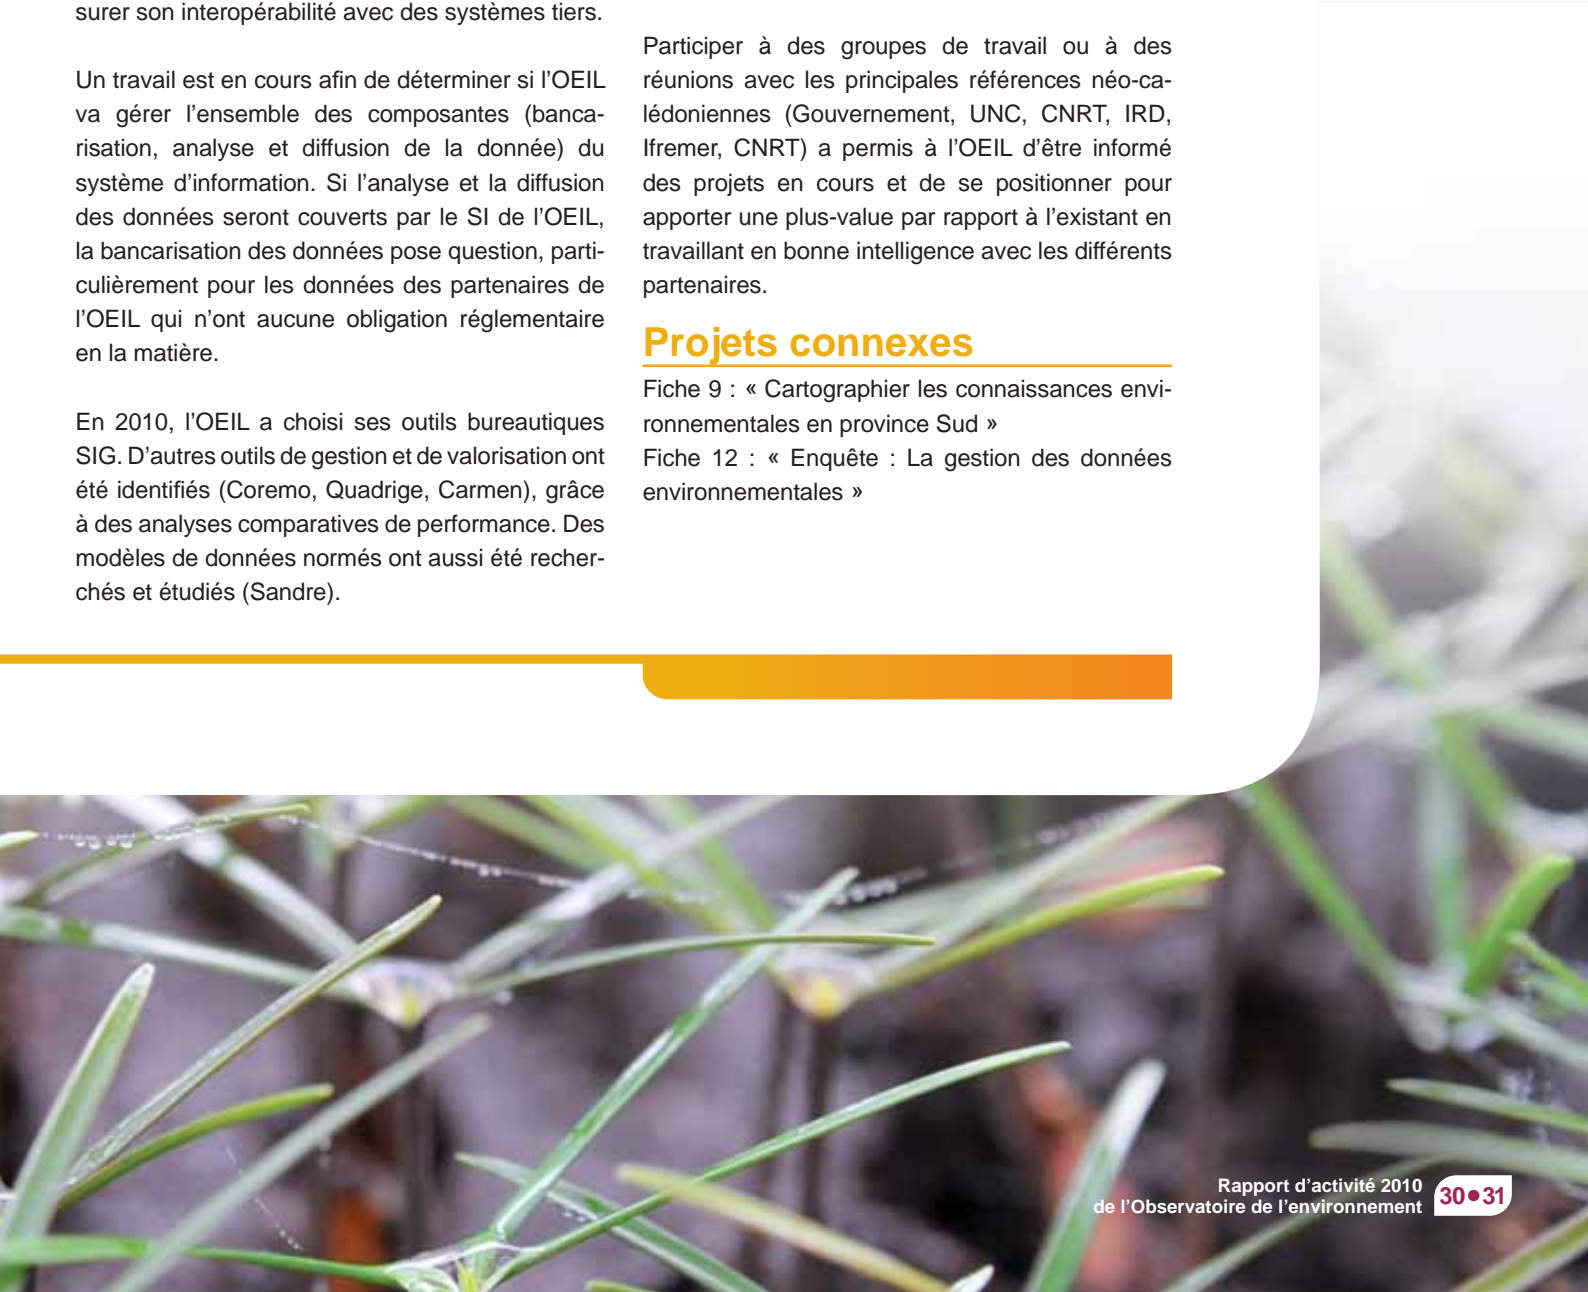 surer son interopérabilité avec des systèmes tiers.
Un travail est en cours afin de déterminer si l'OEIL
va gérer l'ensemble des composantes (banca-
risation, analyse et diffusion de la donnée) du
système d'information. Si l'analyse et la diffusion
des données seront couverts par le SI de l'OEIL,
la bancarisation des données pose question, parti-
culièrement pour les données des partenaires de
l'OEIL qui n'ont aucune obligation réglementaire
en la matière.
En 2010, l'OEIL a choisi ses outils bureautiques
SIG. D'autres outils de gestion et de valorisation ont
été identifiés (Coremo, Quadrige, Carmen), grâce
à des analyses comparatives de performance. Des
modèles de données normés ont aussi été recher-
chés et étudiés (Sandre).
Participer à des groupes de travail ou à des
réunions avec les principales références néo-ca-
lédoniennes (Gouvernement, UNC, CNRT, IRD,
Ifremer, CNRT) a permis à l'OEIL d'être informé
des projets en cours et de se positionner pour
apporter une plus-value par rapport à l'existant en
travaillant en bonne intelligence avec les différents
partenaires.
Projets connexes
Fiche 9 : « Cartographier les connaissances envi-
ronnementales en province Sud »
Fiche 12 : « Enquête : La gestion des données
environnementales »
Rapport d'activité 2010
de l'Observatoire de l'environnement
30•31